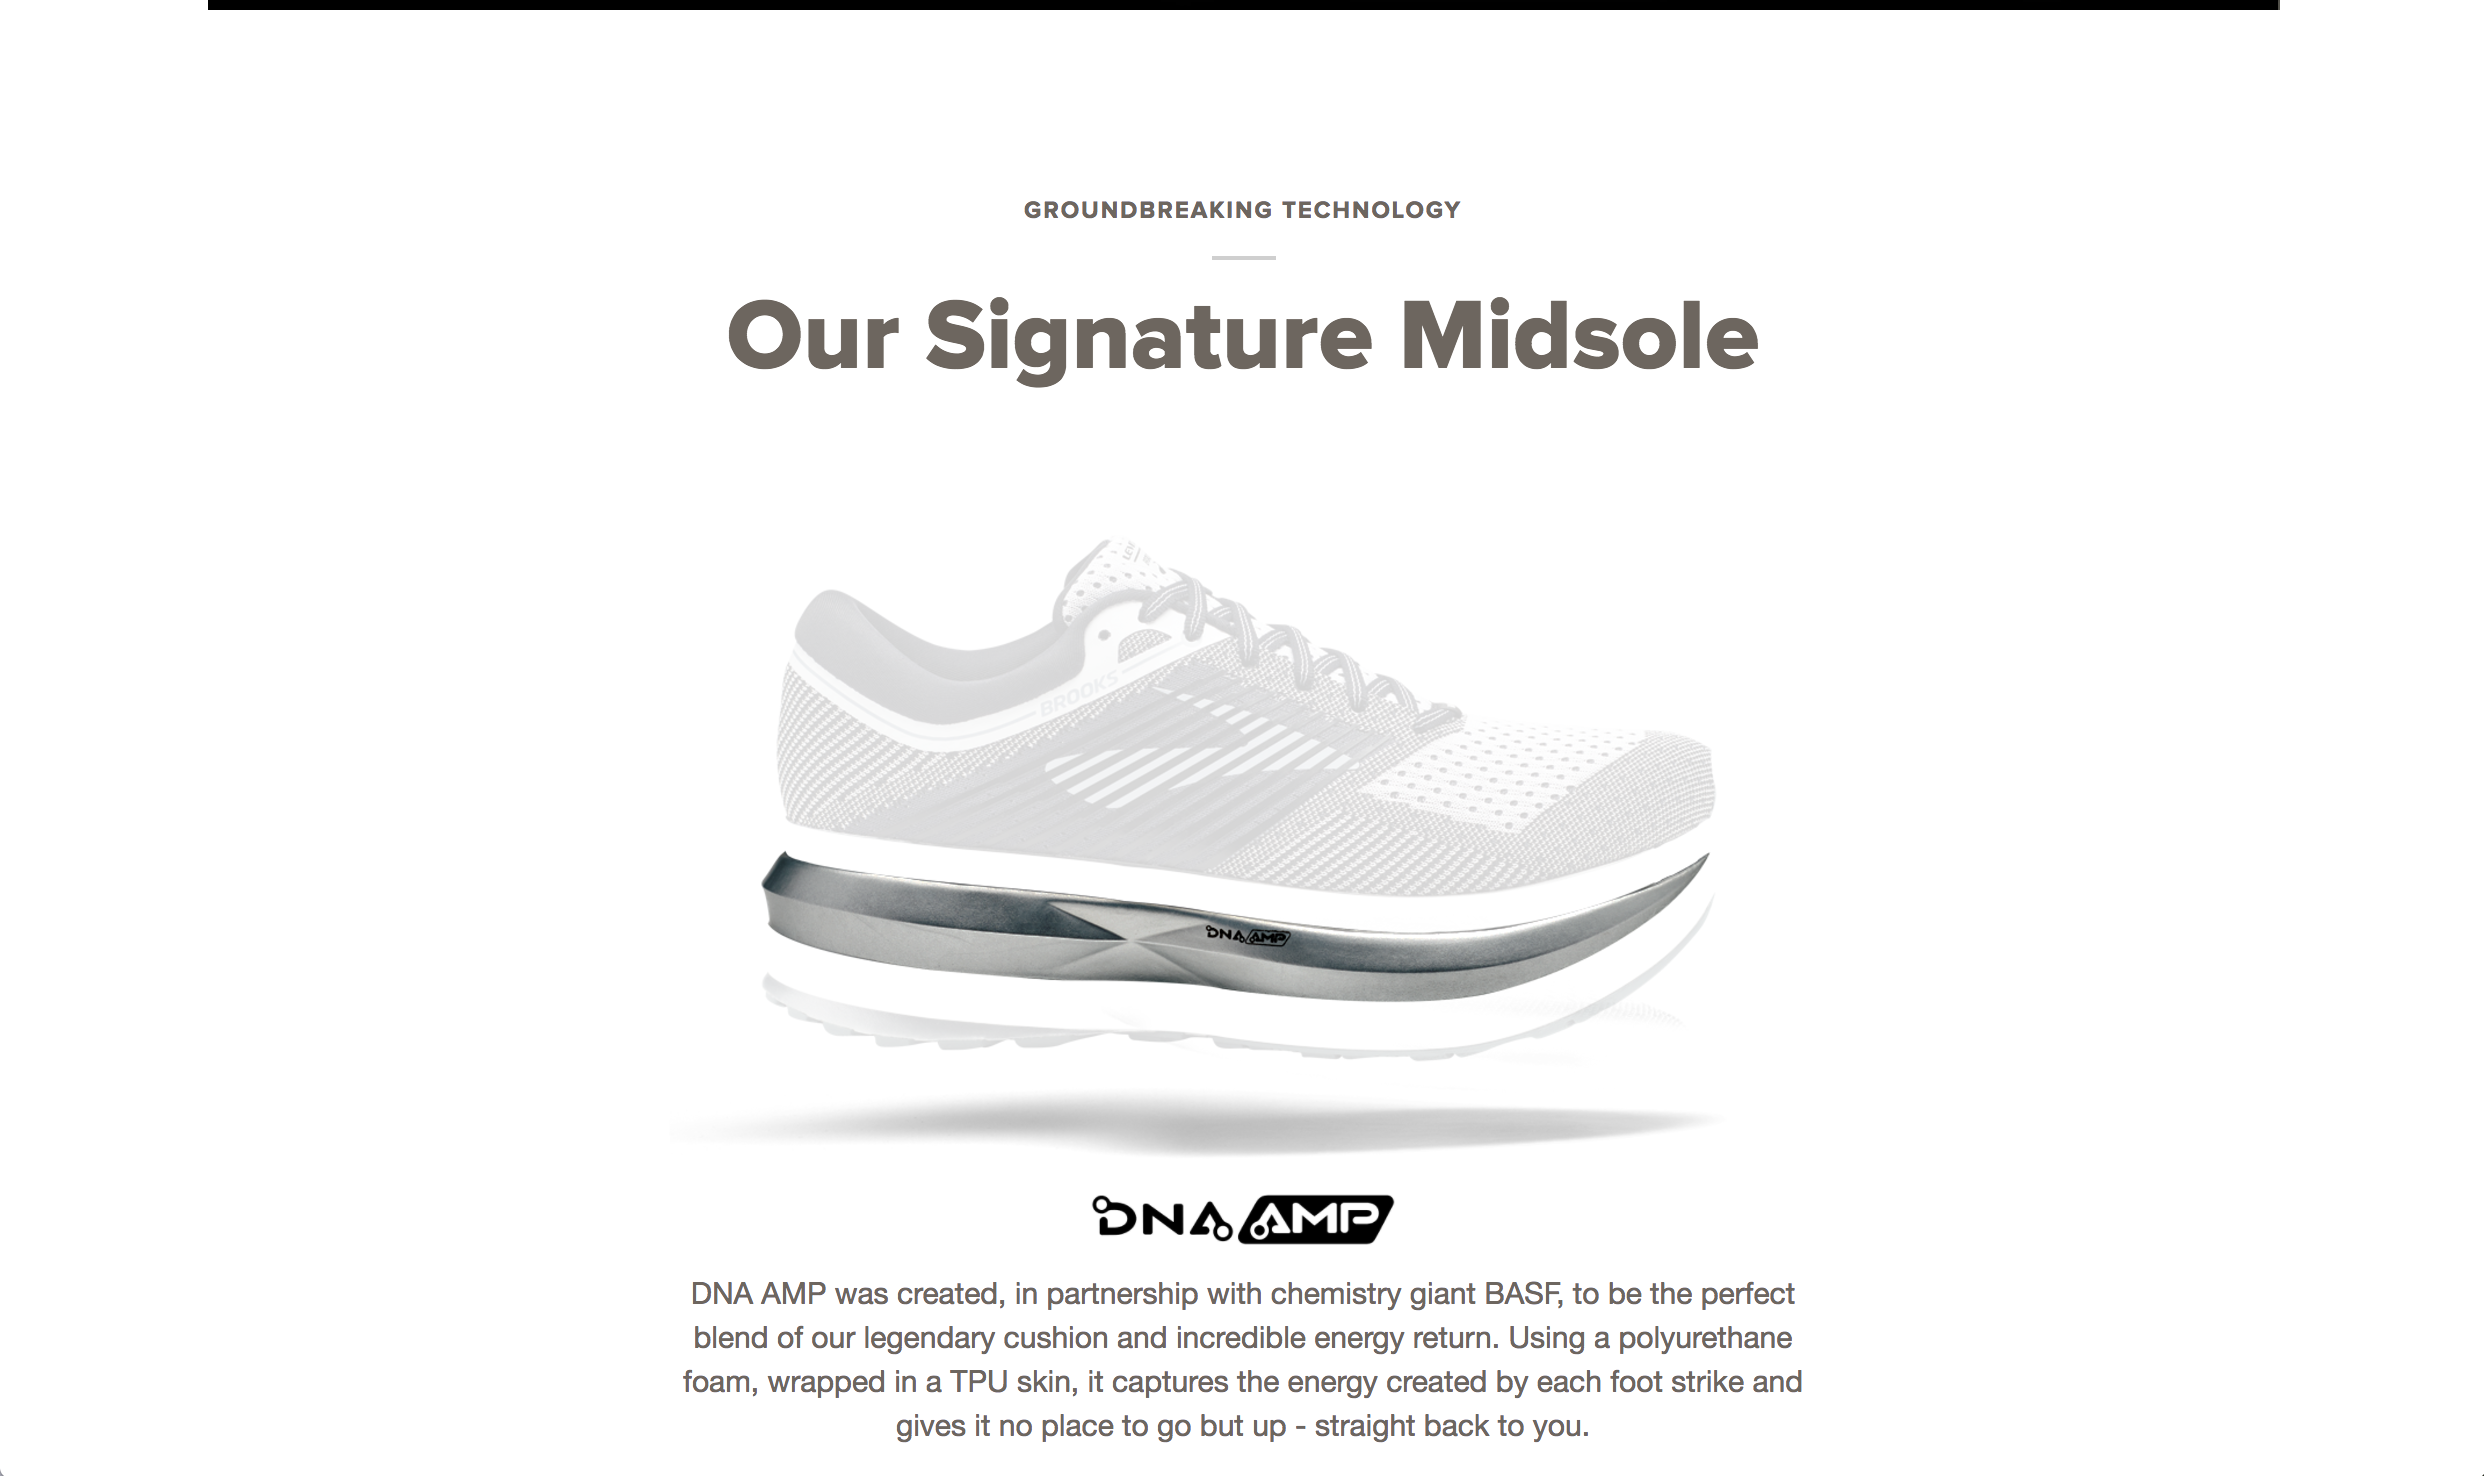 GROUNDBREAKING TECHNOLOGY
Our Signature Midsole
BROOKS
DNA AMP
DNA AMP
DNA AMP was created, in partnership with chemistry giant BASF, to be the perfect
blend of our legendary cushion and incredible energy return. Using a polyurethane
foam, wrapped in a TPU skin, it captures the energy created by each foot strike and
gives it no place to go but up - straight back to you.